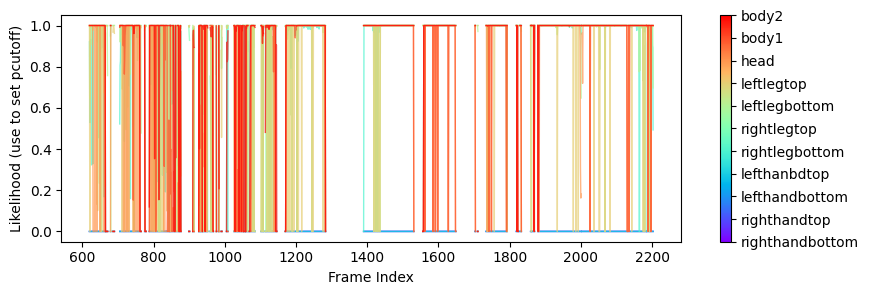 Likelihood (use to set pcutoff)
1.0
0.8
0.6
0.4
0.2
0.0
600
800
1000
1200
1400
1600
1800
2000
2200
Frame Index
body2
body1
head
leftlegtop
leftlegbottom
rightlegtop
rightlegbottom
lefthanbdtop
lefthandbottom
righthandtop
righthandbottom